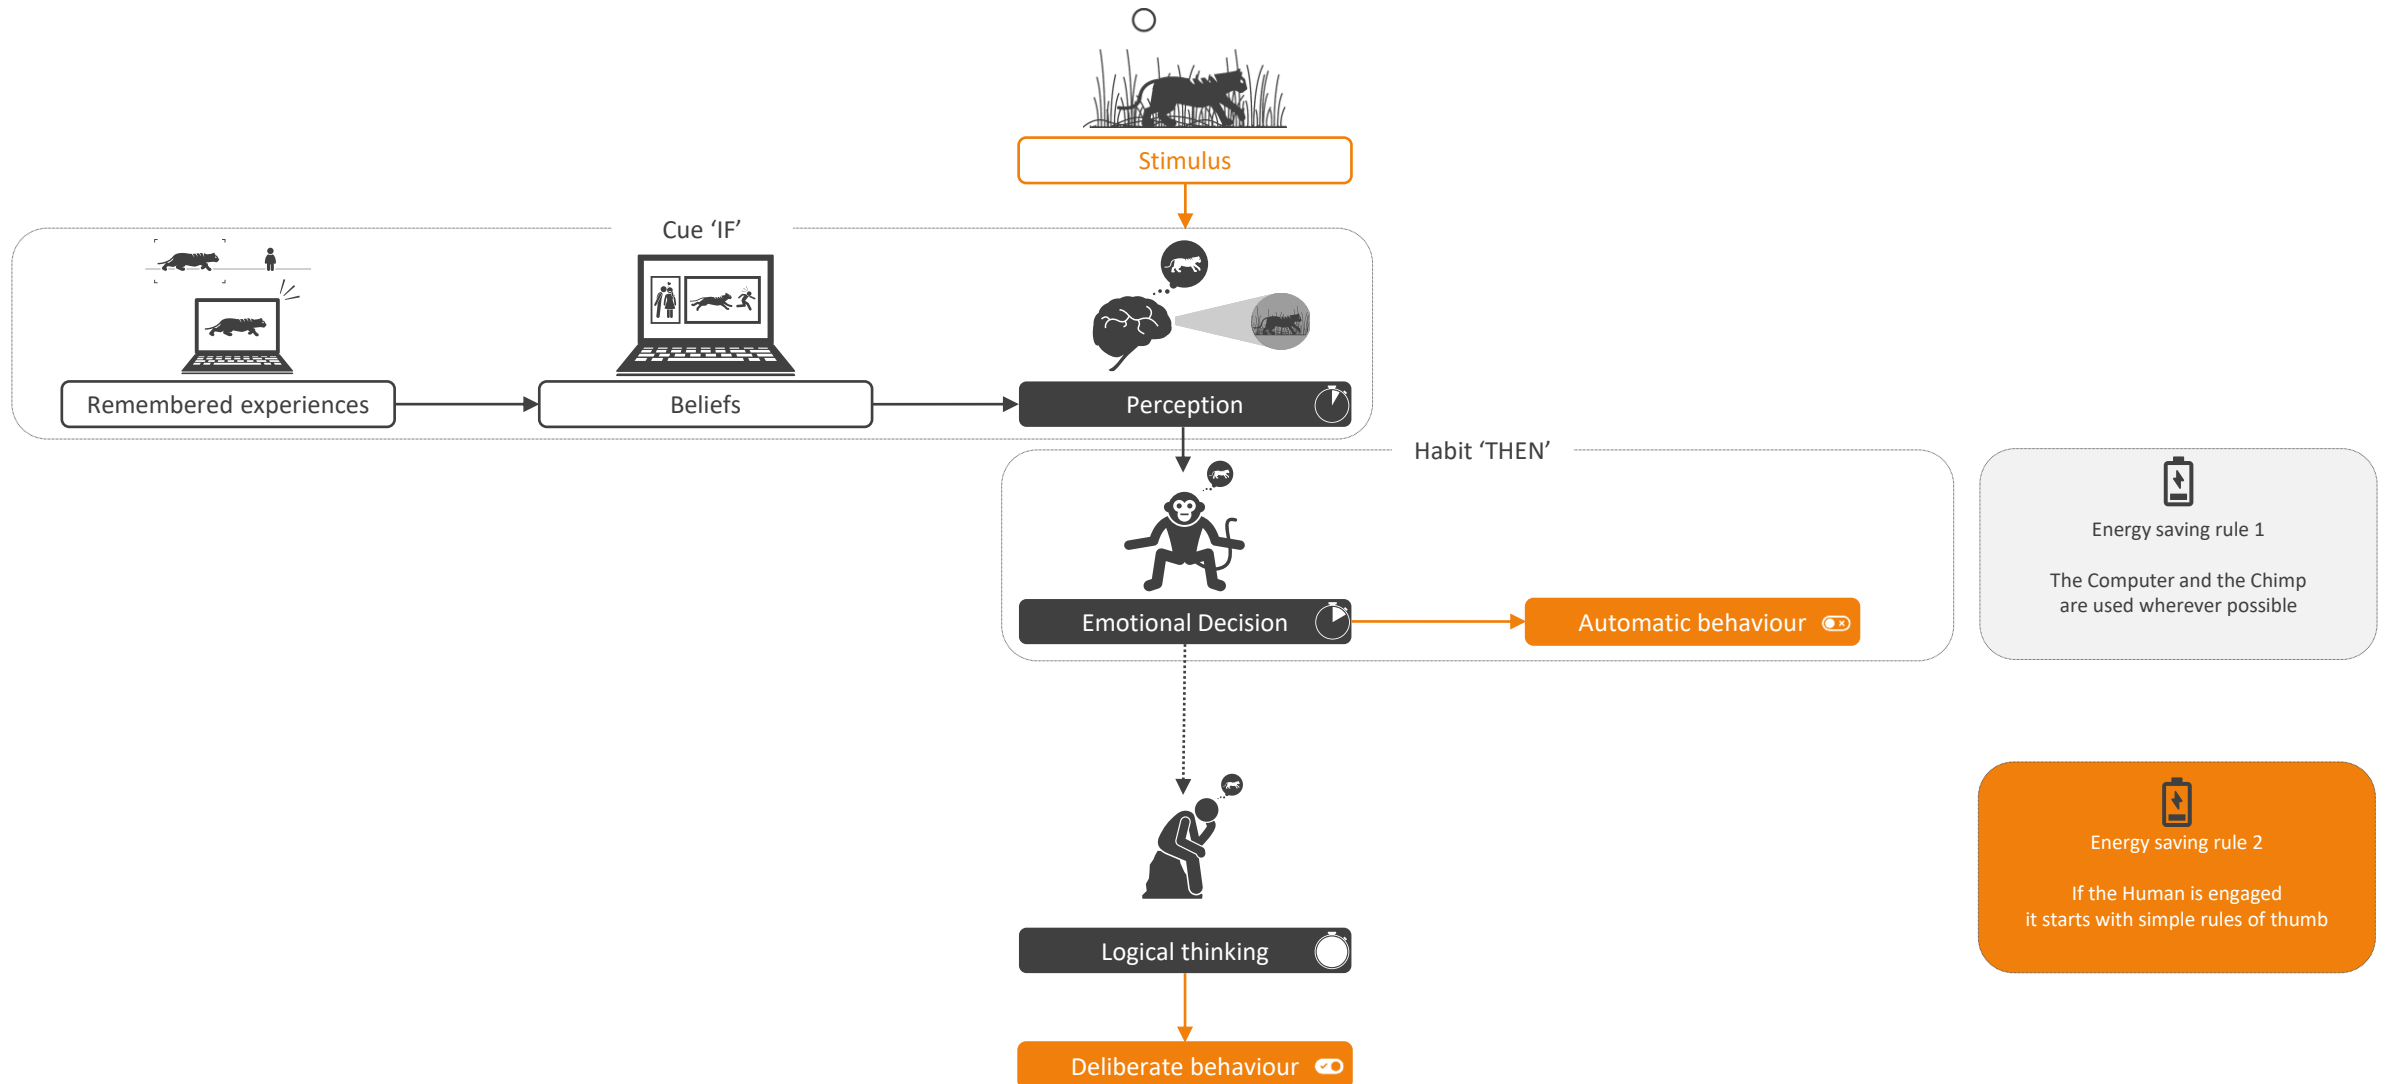 Stimulus
Cue ‘IF’
Remembered experiences
Beliefs
Perception
Habit ‘THEN’
Emotional Decision
Automatic behaviour
Energy saving rule 1
The Computer and the Chimp
are used wherever possible
Logical thinking
Deliberate behaviour
Energy saving rule 2
If the Human is engaged
it starts with simple rules of thumb